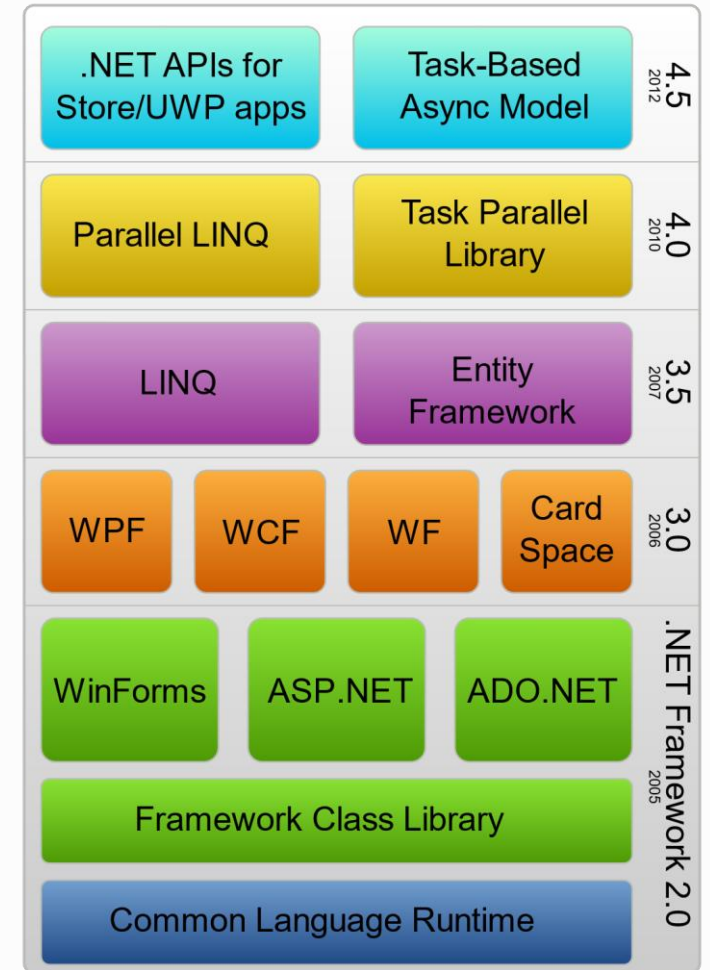 .NET APIs for
Store/UWP apps
Task-Based
Async Model
4.5
2012
Parallel LINQ
Task Parallel
Library
4.0
2010
LINQ
Entity
Framework
3.5
2007
WPF
WCF
WF
Card
Space
3.0
2006
WinForms
ASP.NET
ADO.NET
Framework Class Library
Common Language Runtime
.NET Framework 2.0
2005